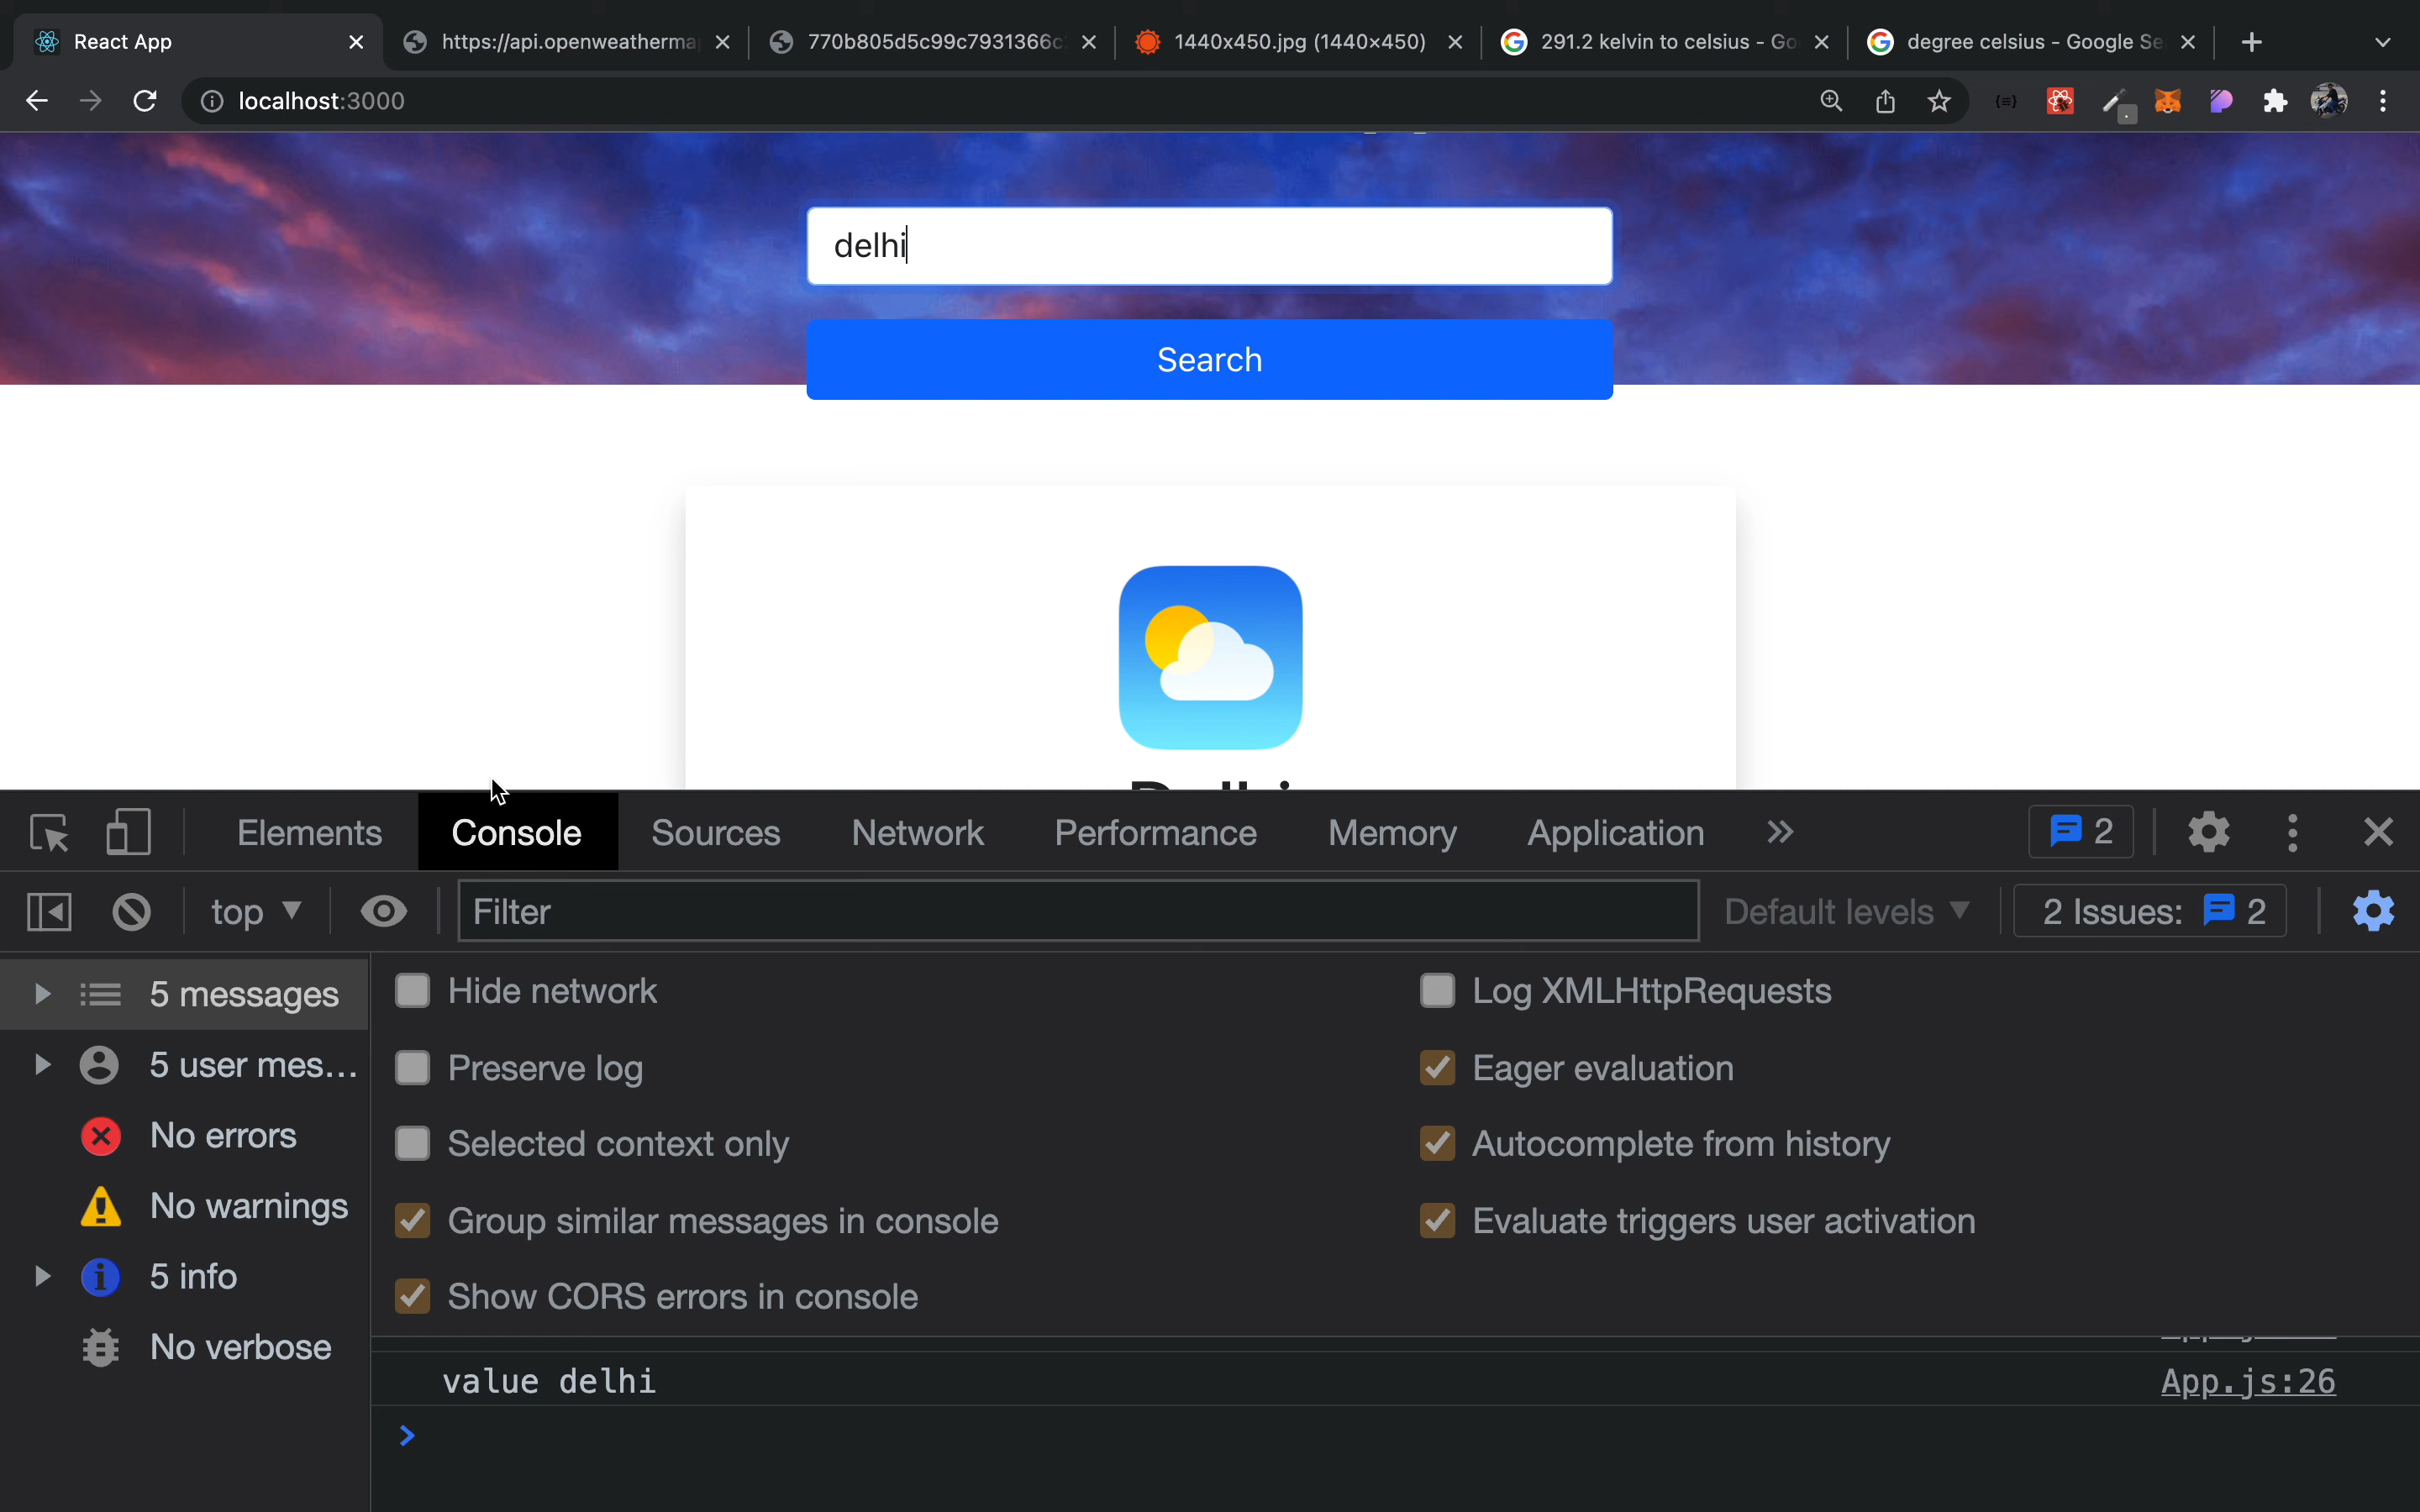 React App
https://api.openweatherma
770b805d5c99c7931366c
1440x450.jpg (1440×450)
291.2 kelvin to celsius - Go
degree celsius - Google Se
localhost:3000
delhi
Search
Delhi
Elements
Console
Sources
Network
Performance
Memory
Application
2
top
Filter
Default levels
2 Issues:
2
5 messages
Hide network
Log XMLHttpRequests
5 user mes...
Preserve log
Eager evaluation
No errors
Selected context only
Autocomplete from history
No warnings
Group similar messages in console
Evaluate triggers user activation
5 info
Show CORS errors in console
No verbose
value delhi
App.js:26